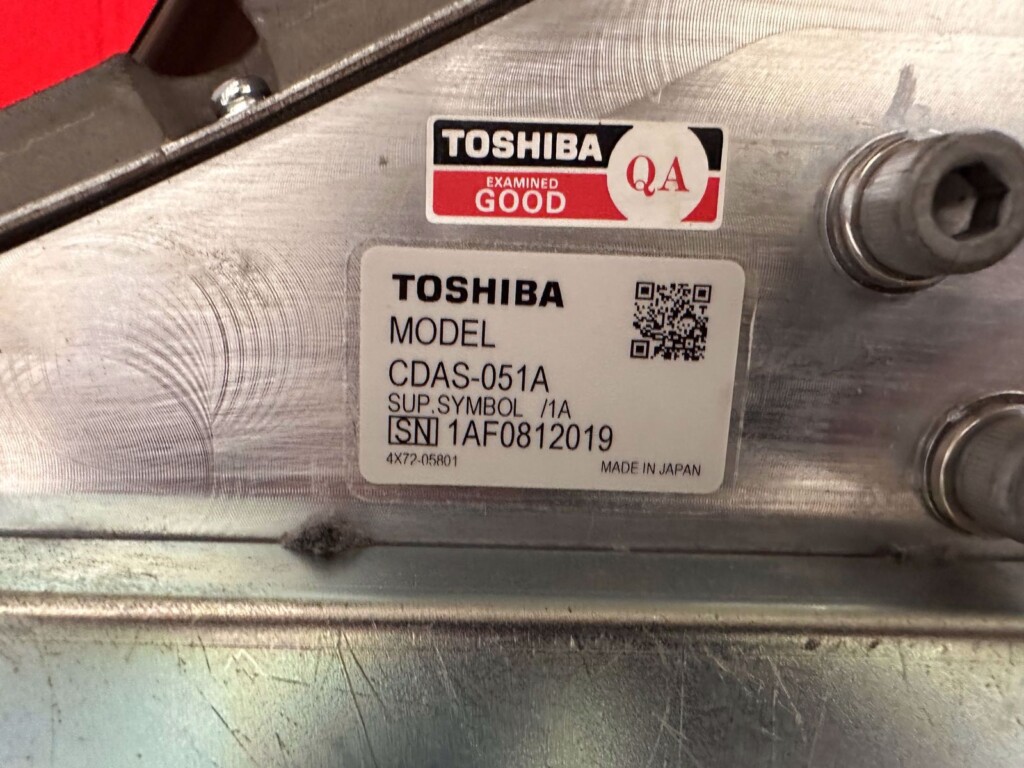 TOSHIBA
EXAMINED
GOOD
QA
TOSHIBA
MODEL
CDAS-051A
SUP.SYMBOL /1A
SN 1AF0812019
4X72-05801
MADE IN JAPAN